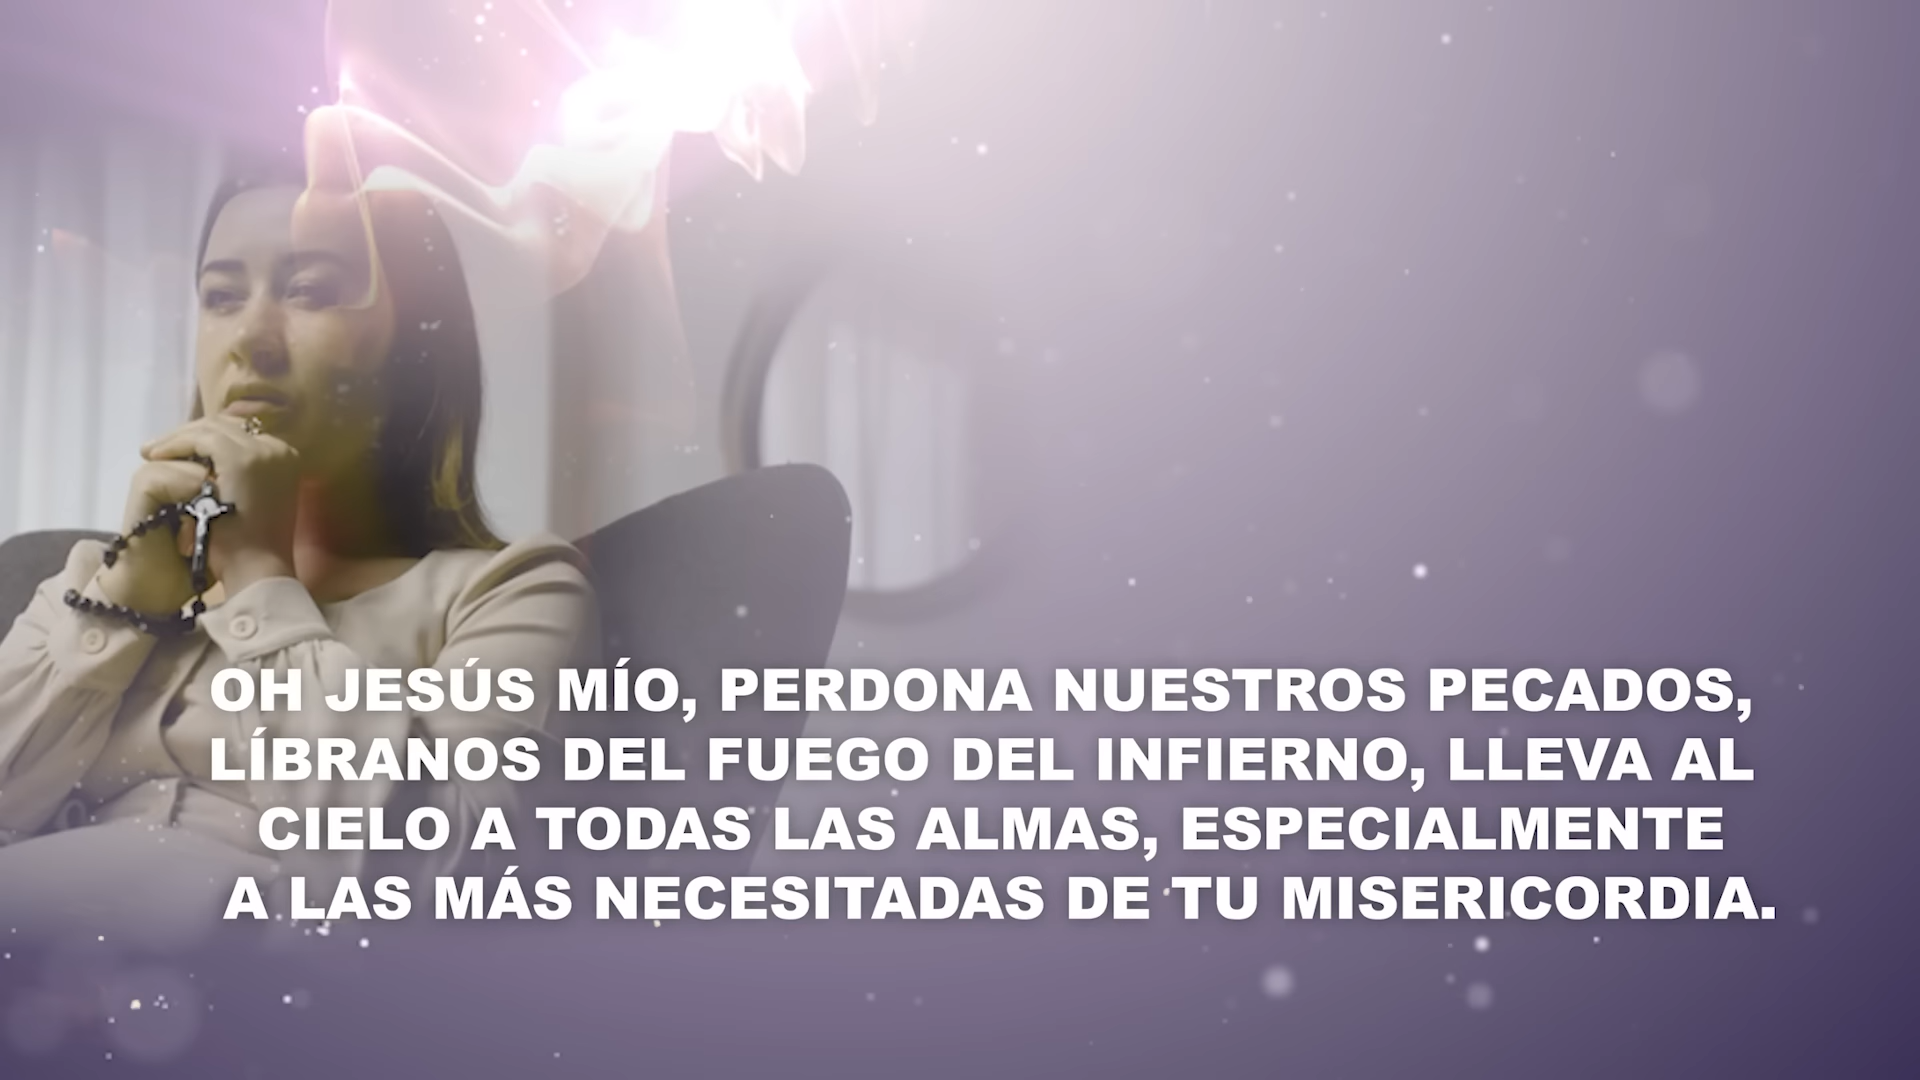 OH JESÚS MÍO, PERDONA NUESTROS PECADOS,
LÍBRANOS DEL FUEGO DEL INFIERNO, LLEVA AL
CIELO A TODAS LAS ALMAS, ESPECIALMENTE
A LAS MÁS NECESITADAS DE TU MISERICORDIA.